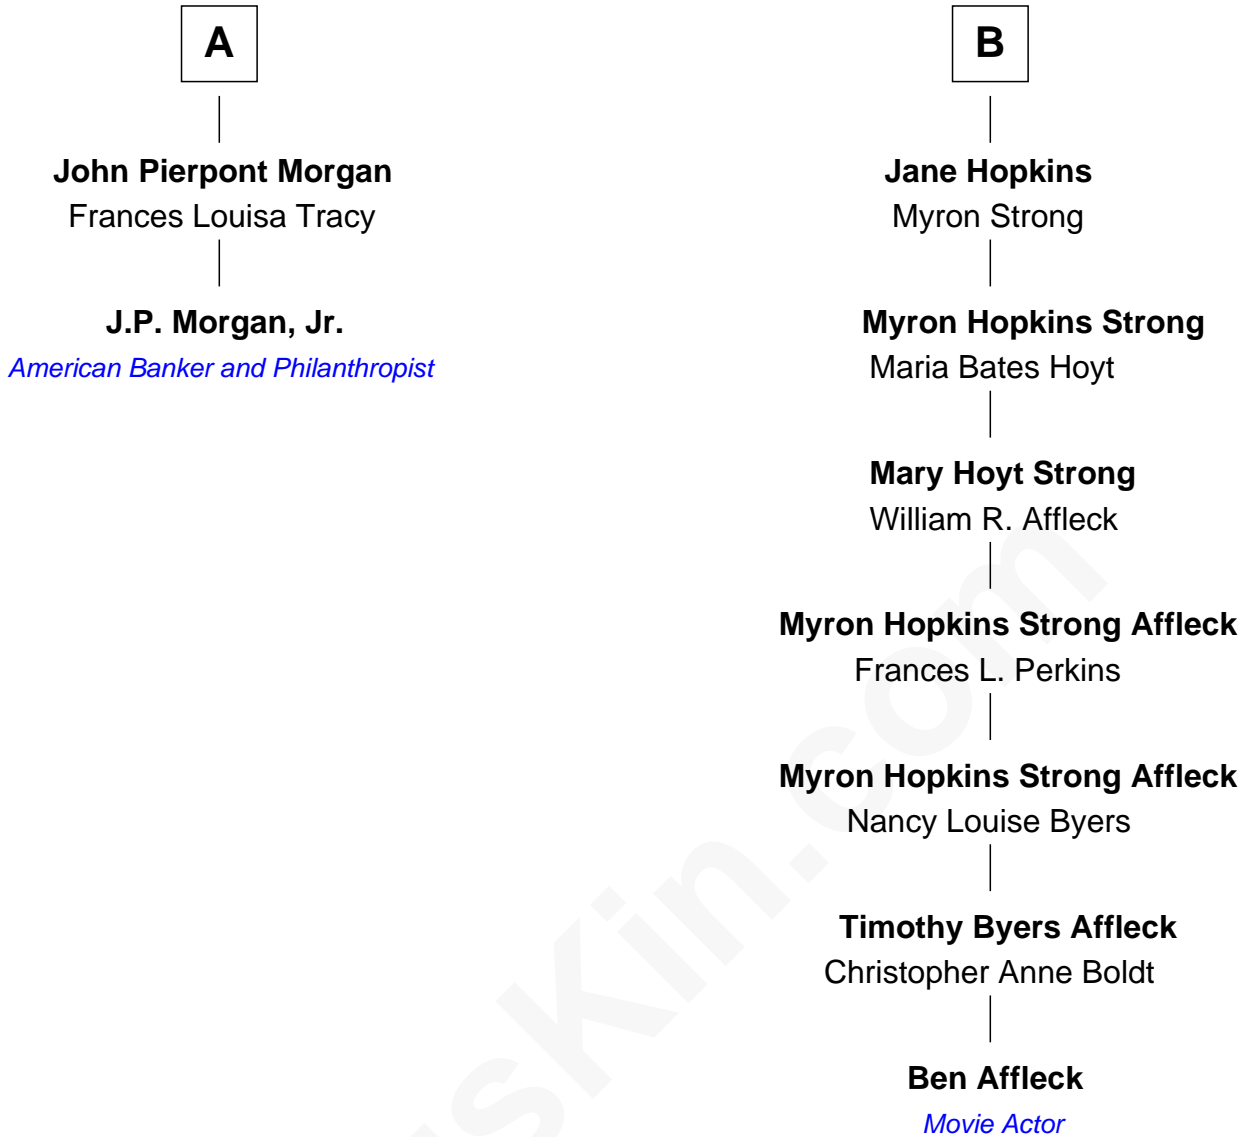 A
John Pierpont Morgan
Frances Louisa Tracy
J.P. Morgan, Jr.
American Banker and Philanthropist
B
Jane Hopkins
Myron Strong
Myron Hopkins Strong
Maria Bates Hoyt
Mary Hoyt Strong
William R. Affleck
Myron Hopkins Strong Affleck
Frances L. Perkins
Myron Hopkins Strong Affleck
Nancy Louise Byers
Timothy Byers Affleck
Christopher Anne Boldt
Ben Affleck
Movie Actor
sKin.com